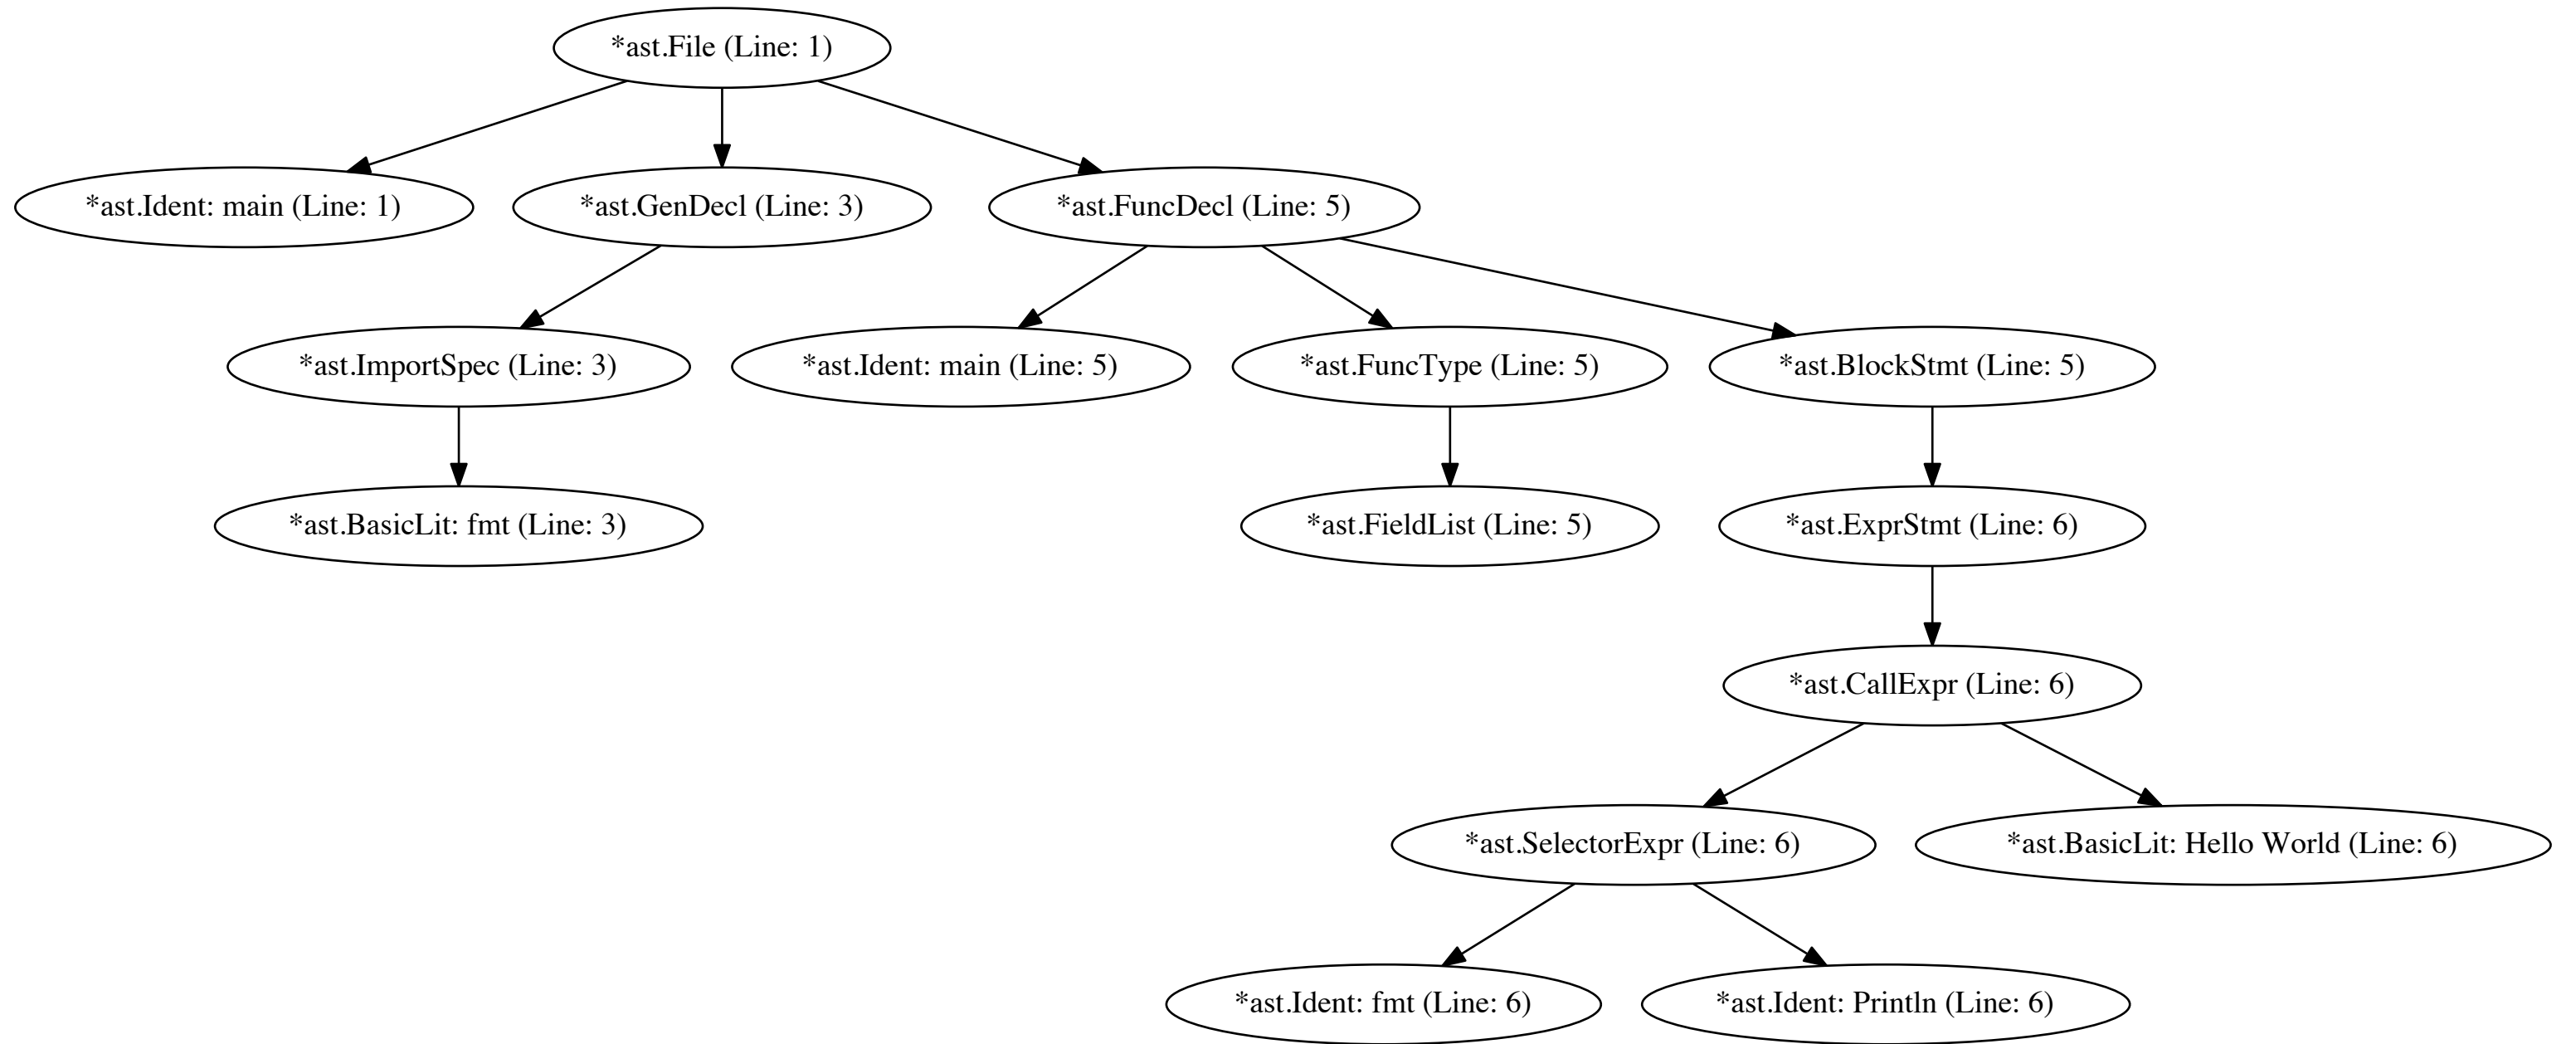 *ast.File (Line: 1)
*ast.Ident: main (Line: 1)
*ast.GenDecl (Line: 3)
*ast.FuncDecl (Line: 5)
*ast.ImportSpec (Line: 3)
*ast.Ident: main (Line: 5)
*ast.FuncType (Line: 5)
*ast.BlockStmt (Line: 5)
*ast.BasicLit: fmt (Line: 3)
*ast.FieldList (Line: 5)
*ast.ExprStmt (Line: 6)
*ast.CallExpr (Line: 6)
*ast.SelectorExpr (Line: 6)
*ast.BasicLit: Hello World (Line: 6)
*ast.Ident: fmt (Line: 6)
*ast.Ident: Println (Line: 6)